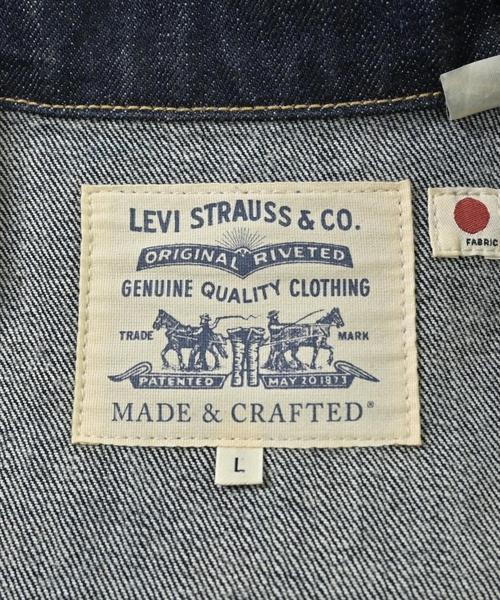 LEVI STRAUSS & CO.
ORIGINAL RIVETED
GENUINE QUALITY CLOTHING
TRADE MARK
PATENTED MAY 20 1873
MADE & CRAFTED®
L
FABRIC